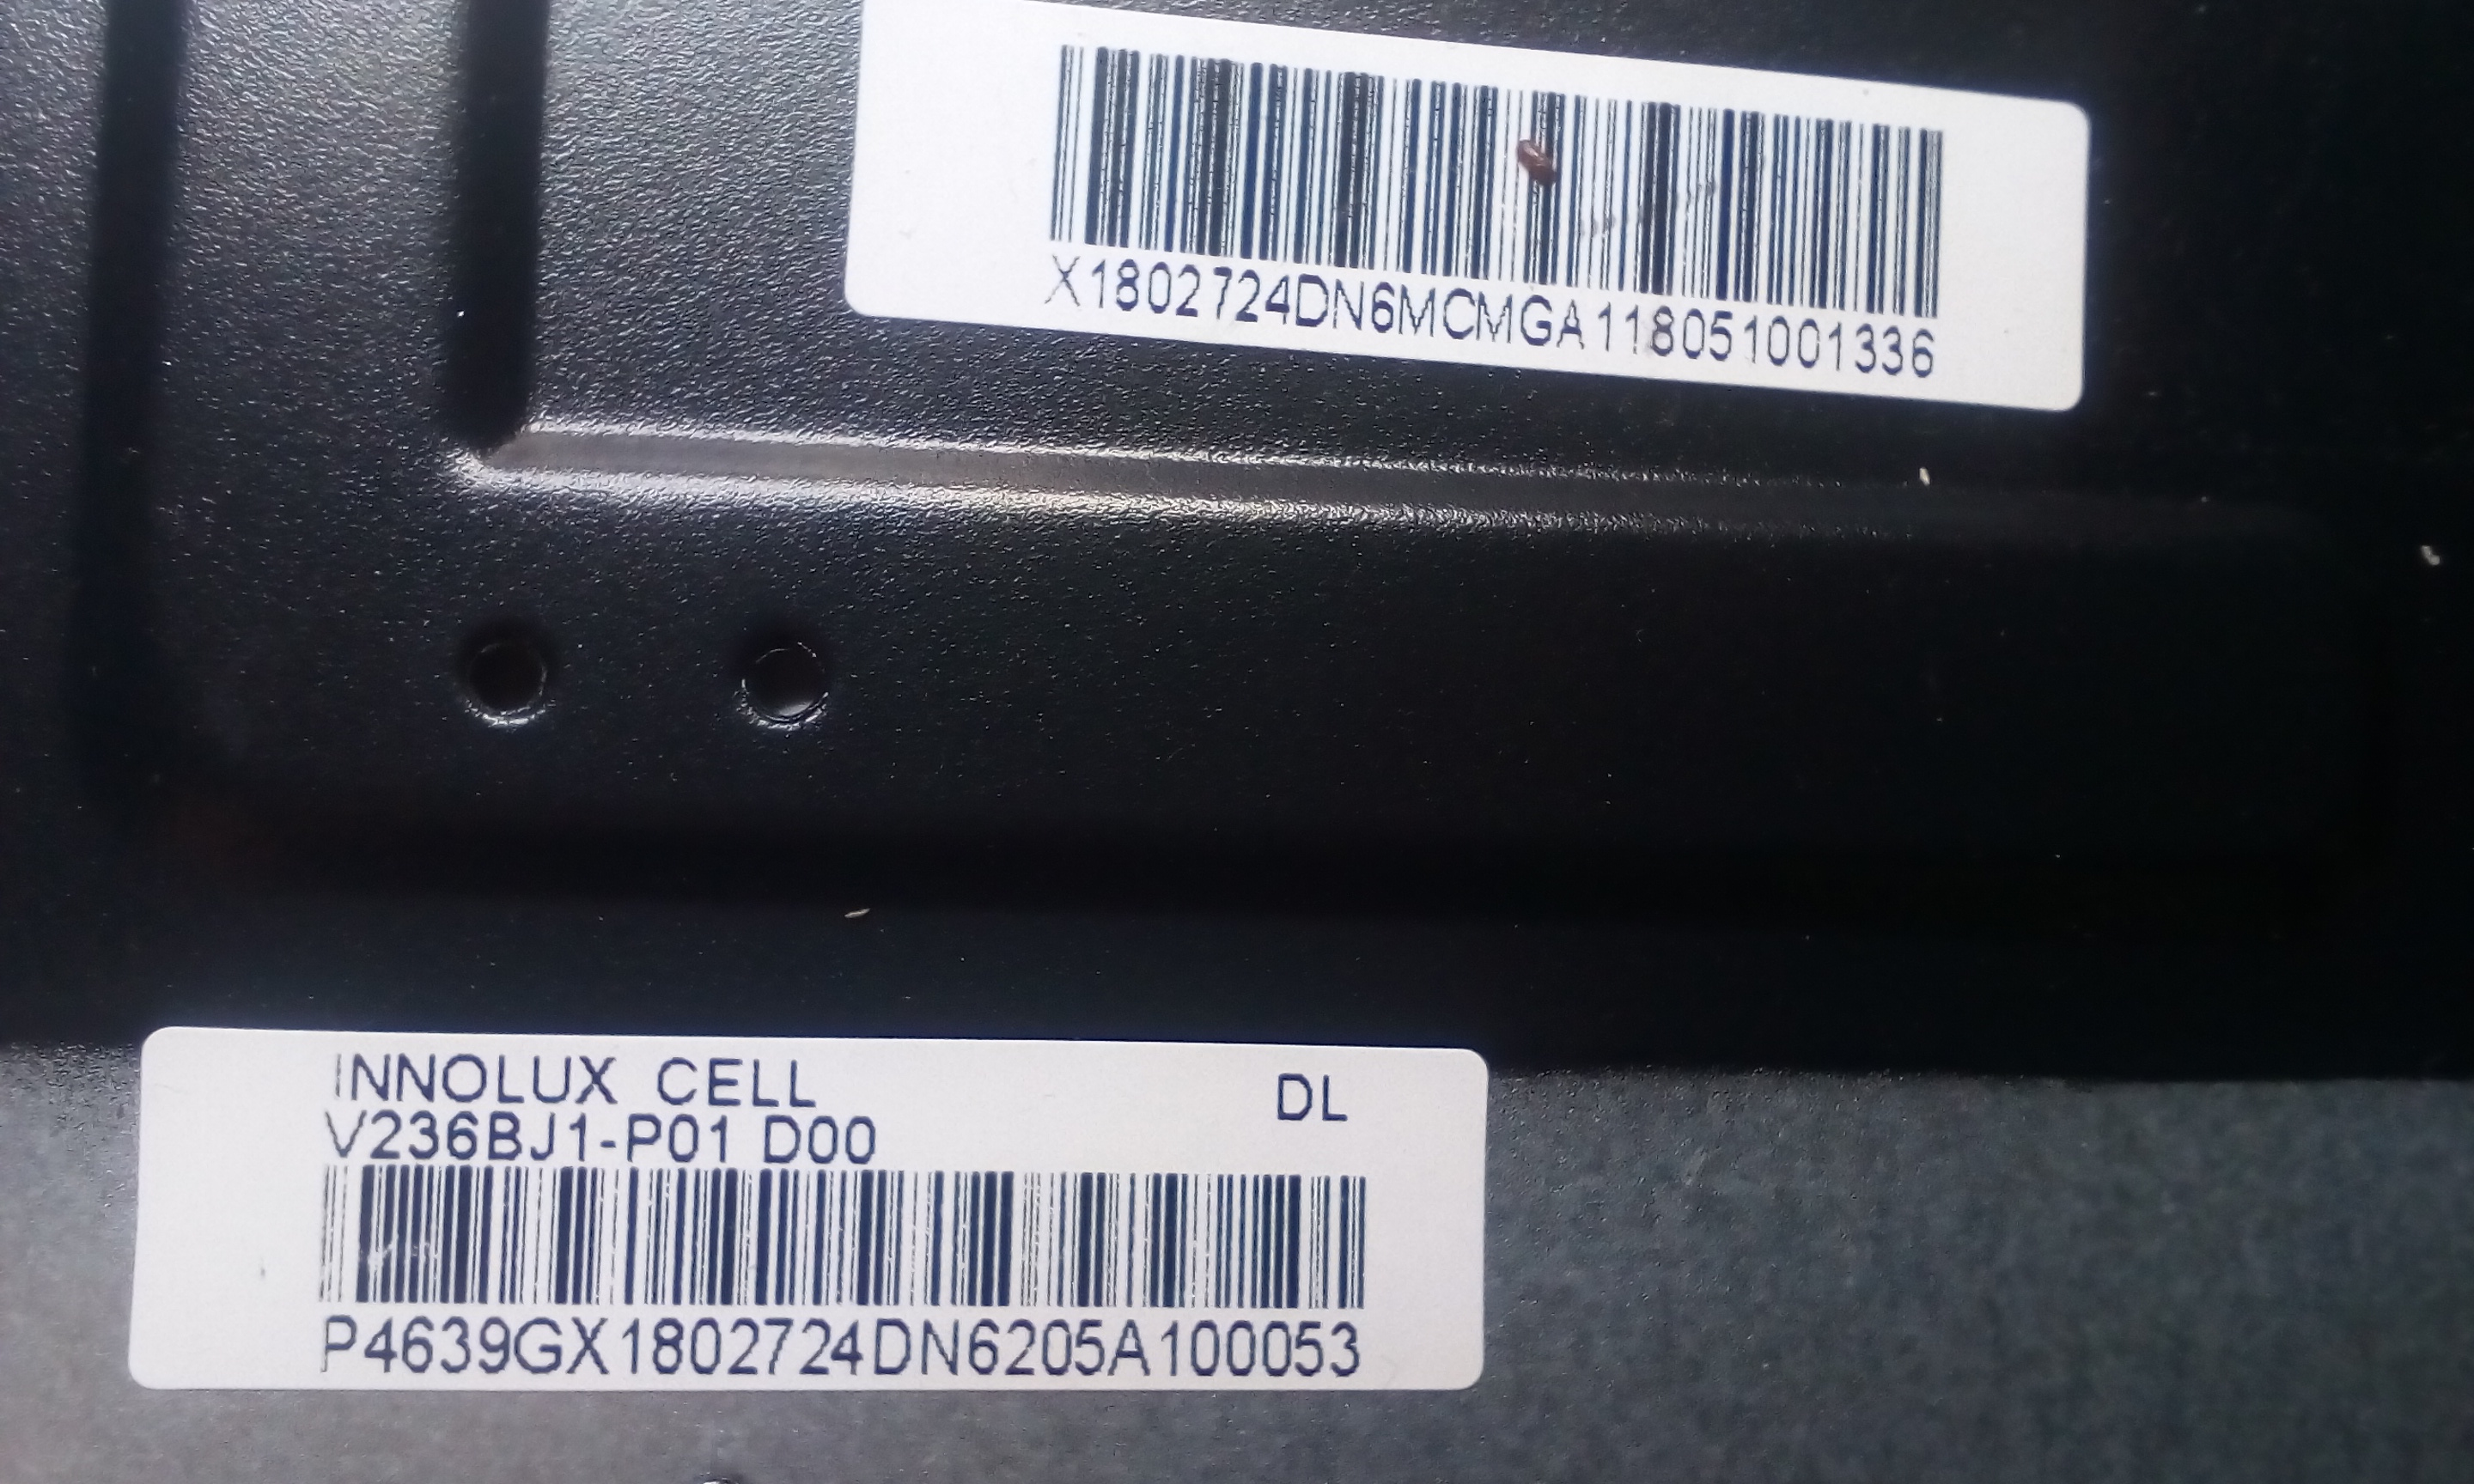 X1802724DN6MCMGA118051001336
INNOLUX CELL DL
V236BJ1-P01 D00
P4639GX1802724DN6205A100053